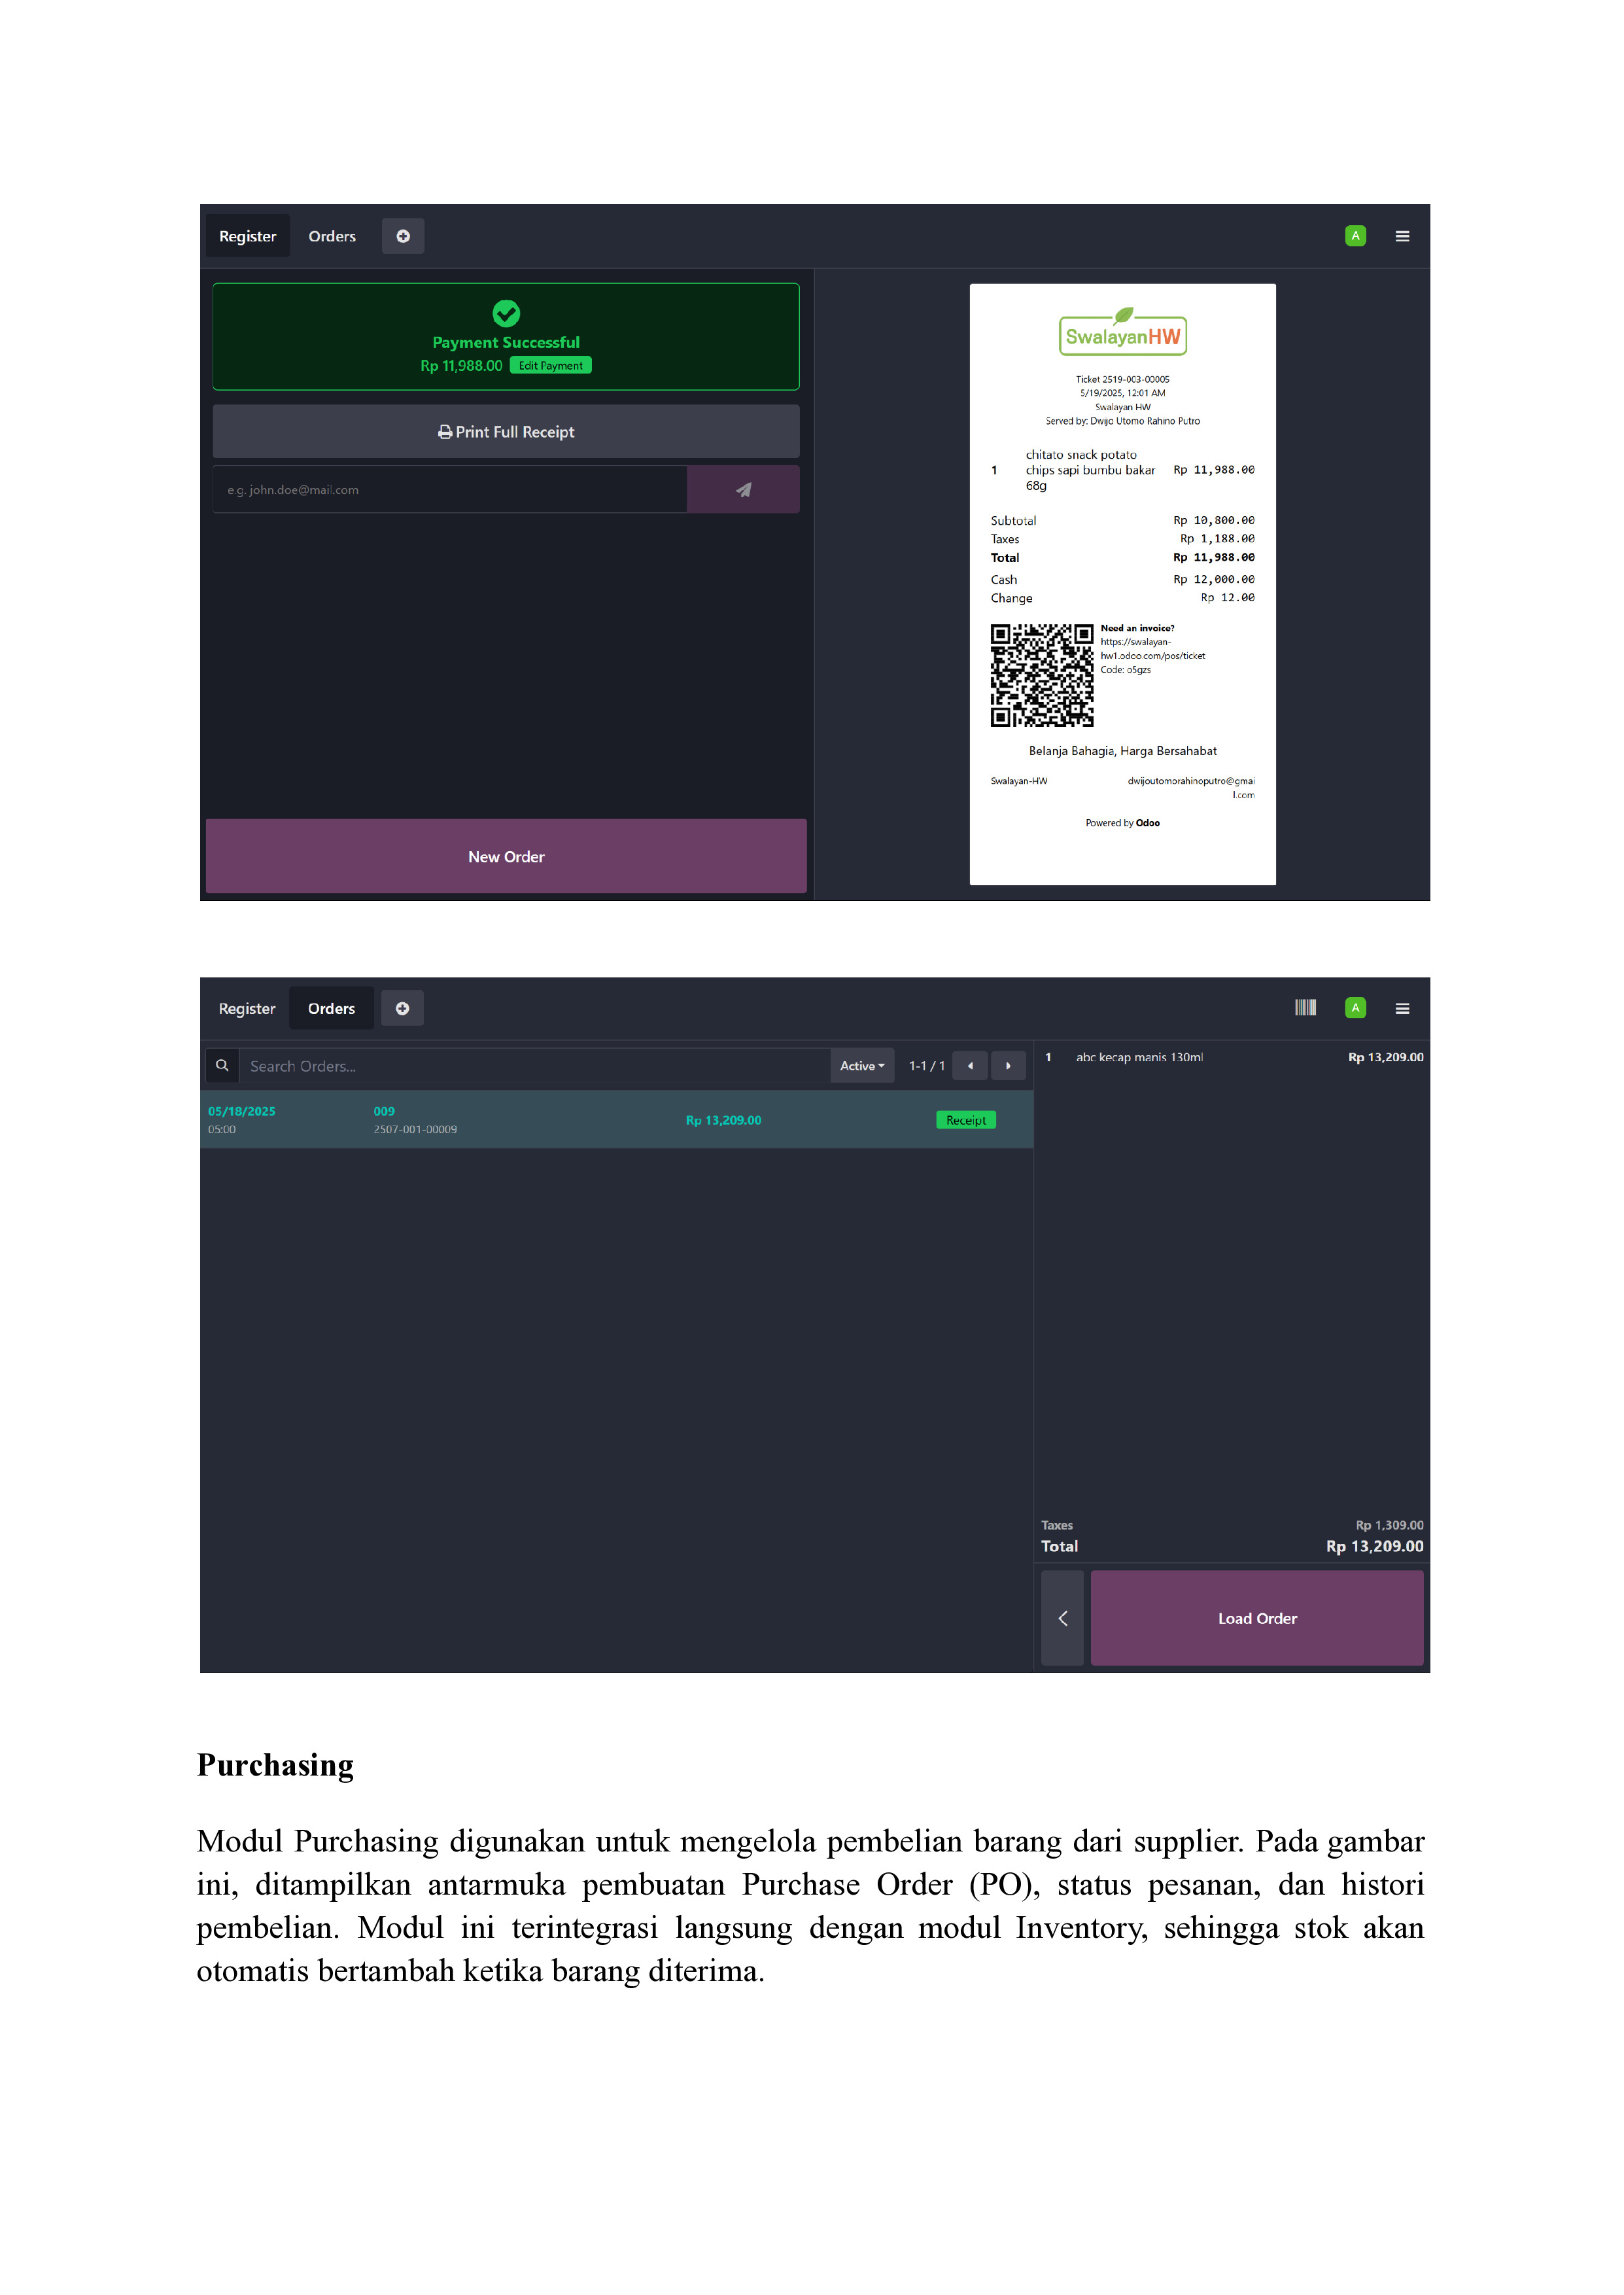 Register Orders A
Payment Successful
Rp 11,988.00 Edit Payment
Print Full Receipt
e.g. john.doe@mail.com
New Order
SwalayanHW
Ticket 2519-003-00005
5/19/2025, 12:01 AM
Swalayan HW
Served by: Dwijo Utomo Rahino Putro
chitato snack potato
1 chips sapi bumbu bakar Rp 11,988.00
68g
Subtotal Rp 10,800.00
Taxes Rp 1,188.00
Total Rp 11,988.00
Cash Rp 12,000.00
Change Rp 12.00
Need an invoice?
https://swalayan-
hw1.odoo.com/pos/ticket
Code: o5gzs
Belanja Bahagia, Harga Bersahabat
Swalayan-HW dwijoutomorahinoputro@gmai
l.com
Powered by Odoo
Register Orders A
Search Orders... Active 1-1 / 1
05/18/2025 009 Rp 13,209.00 Receipt
05:00 2507-001-00009
1 abc kecap manis 130ml Rp 13,209.00
Taxes Rp 1,309.00
Total Rp 13,209.00
Load Order
Purchasing
Modul Purchasing digunakan untuk mengelola pembelian barang dari supplier. Pada gambar
ini, ditampilkan antarmuka pembuatan Purchase Order (PO), status pesanan, dan histori
pembelian. Modul ini terintegrasi langsung dengan modul Inventory, sehingga stok akan
otomatis bertambah ketika barang diterima.